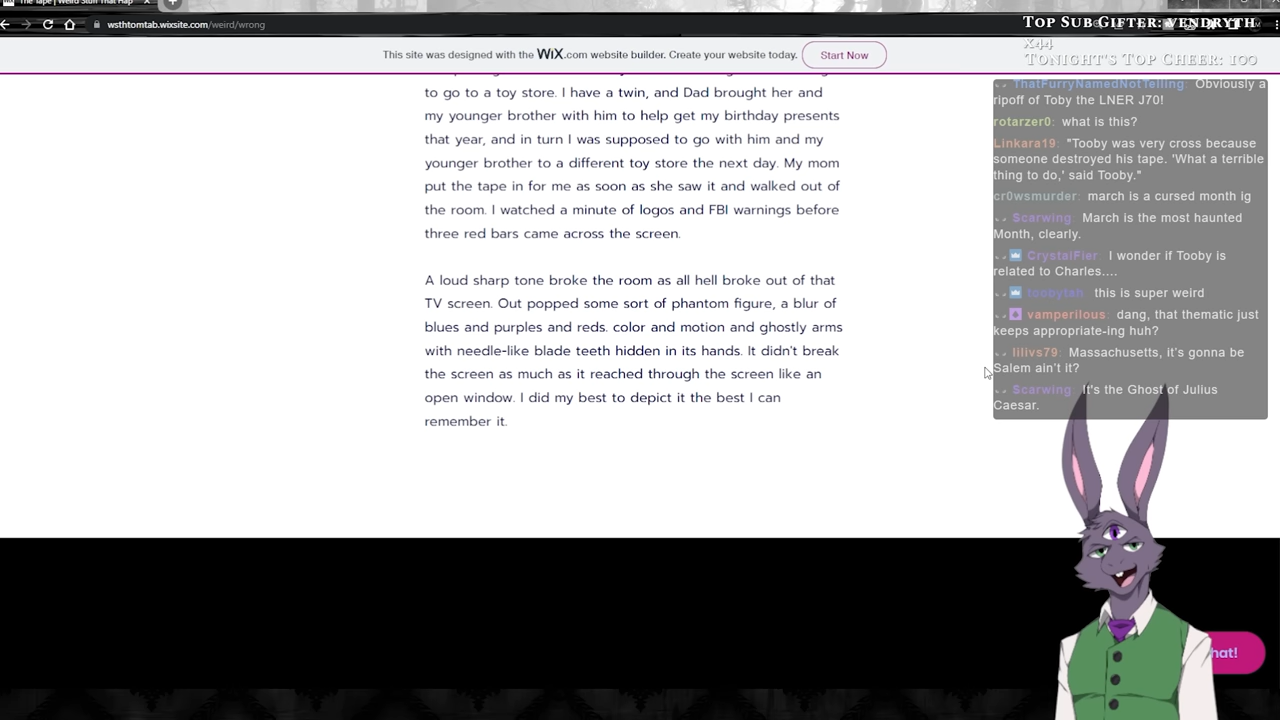 The Tape | Weird Stuff That Hap
wsthtomtab.wixsite.com/weird/wrong
Top Sub Gifter: vendryth
x44
Tonight's Top Cheer: 100
This site was designed with the WiX.com website builder. Create your website today.
Start Now
to go to a toy store. I have a twin, and Dad brought her and
my younger brother with him to help get my birthday presents
that year, and in turn I was supposed to go with him and my
younger brother to a different toy store the next day. My mom
put the tape in for me as soon as she saw it and walked out of
the room. I watched a minute of logos and FBI warnings before
three red bars came across the screen.
A loud sharp tone broke the room as all hell broke out of that
TV screen. Out popped some sort of phantom figure, a blur of
blues and purples and reds. color and motion and ghostly arms
with needle-like blade teeth hidden in its hands. It didn't break
the screen as much as it reached through the screen like an
open window. I did my best to depict it the best I can
remember it.
ThatFurryNamedNotTelling: Obviously a
ripoff of Toby the LNER J70!
rotarzer0: what is this?
Linkara19: "Tooby was very cross because
someone destroyed his tape. 'What a terrible
thing to do,' said Tooby."
cr0wsmurder: march is a cursed month ig
Scarwing: March is the most haunted
Month, clearly.
CrystalFier: I wonder if Tooby is
related to Charles....
toobytah: this is super weird
vamperilous: dang, that thematic just
keeps appropriate-ing huh?
lilivs79: Massachusetts, it's gonna be
Salem ain't it?
Scarwing: It's the Ghost of Julius
Caesar.
hat!